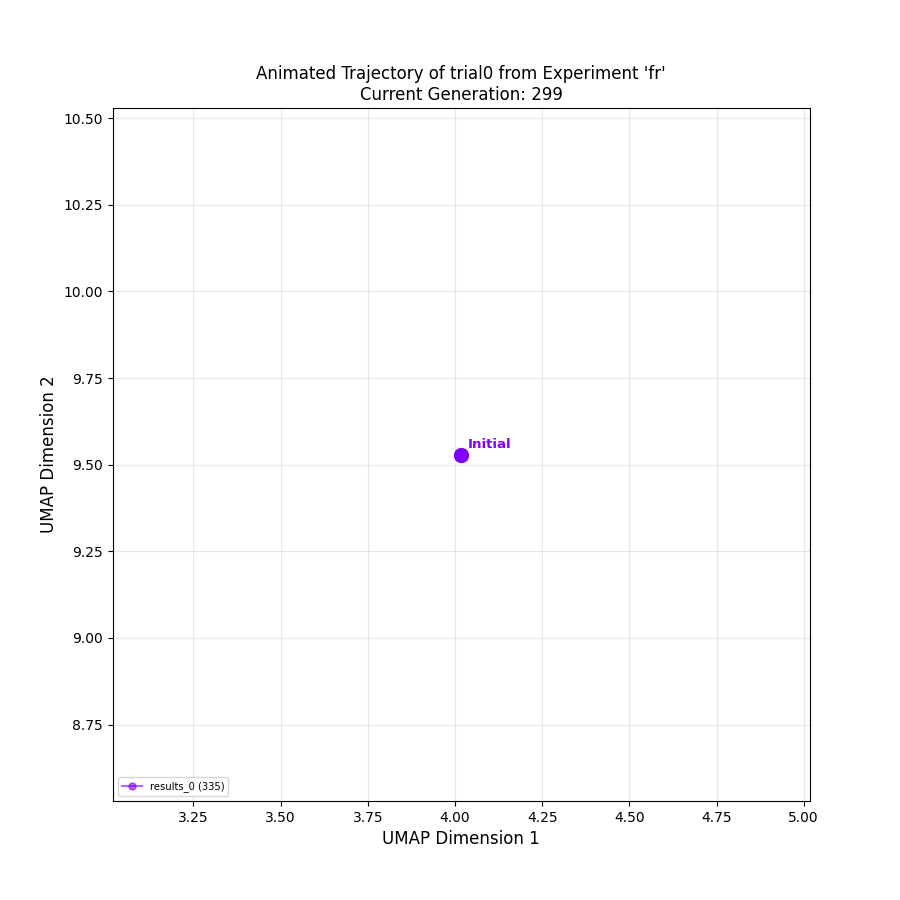 Animated Trajectory of trial0 from Experiment 'fr'
Current Generation: 299
10.50
10.25
10.00
9.75
9.50
9.25
9.00
8.75
UMAP Dimension 2
Initial
results_0 (335)
3.25 3.50 3.75 4.00 4.25 4.50 4.75 5.00
UMAP Dimension 1